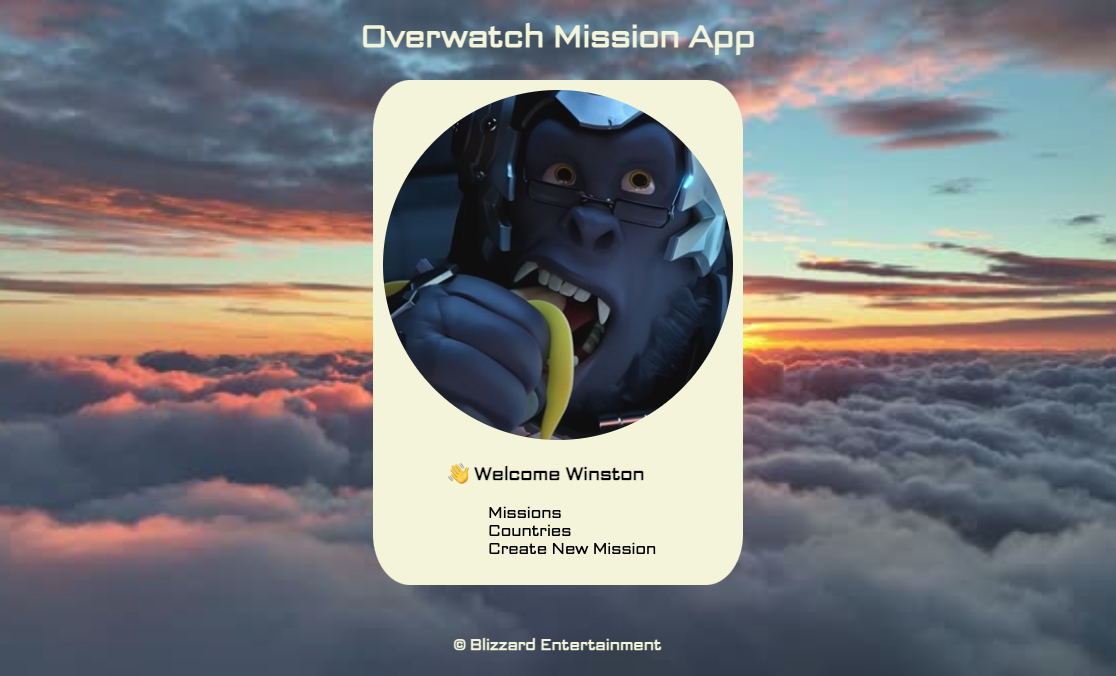 Overwatch Mission App
👋 Welcome Winston
Missions
Countries
Create New Mission
© Blizzard Entertainment